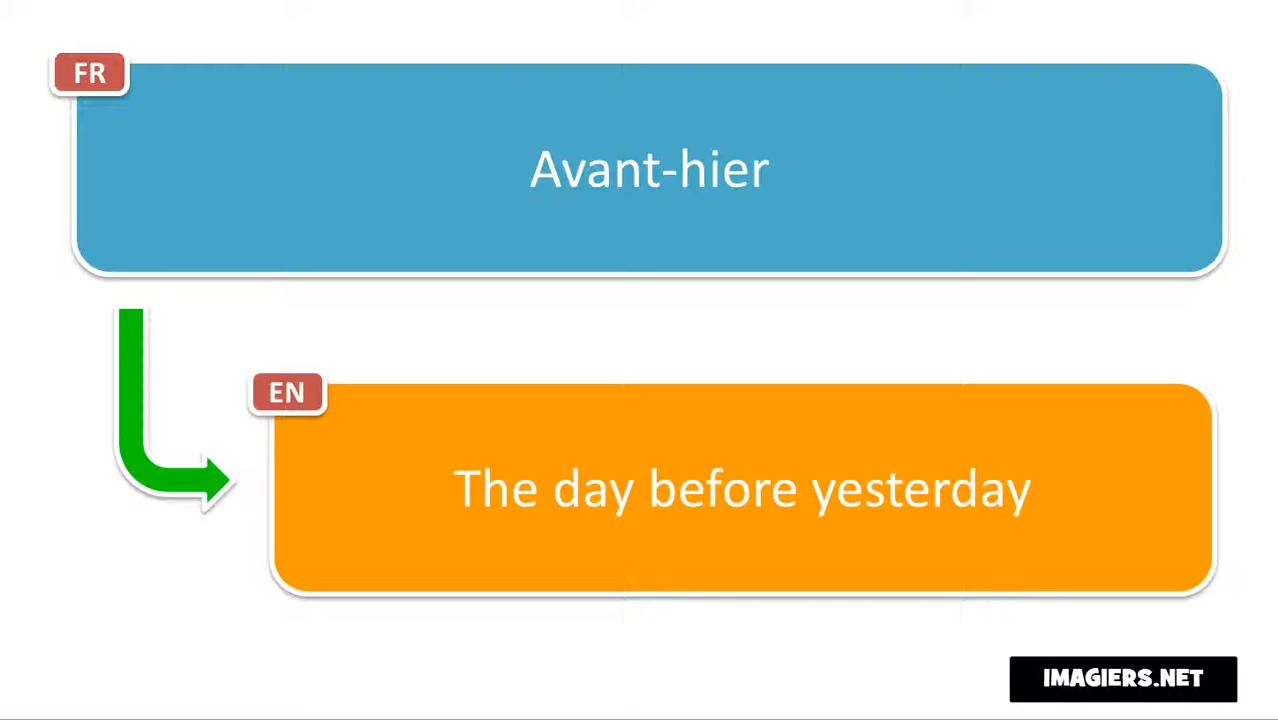 FR
Avant-hier
EN
The day before yesterday
IMAGIERS.NET